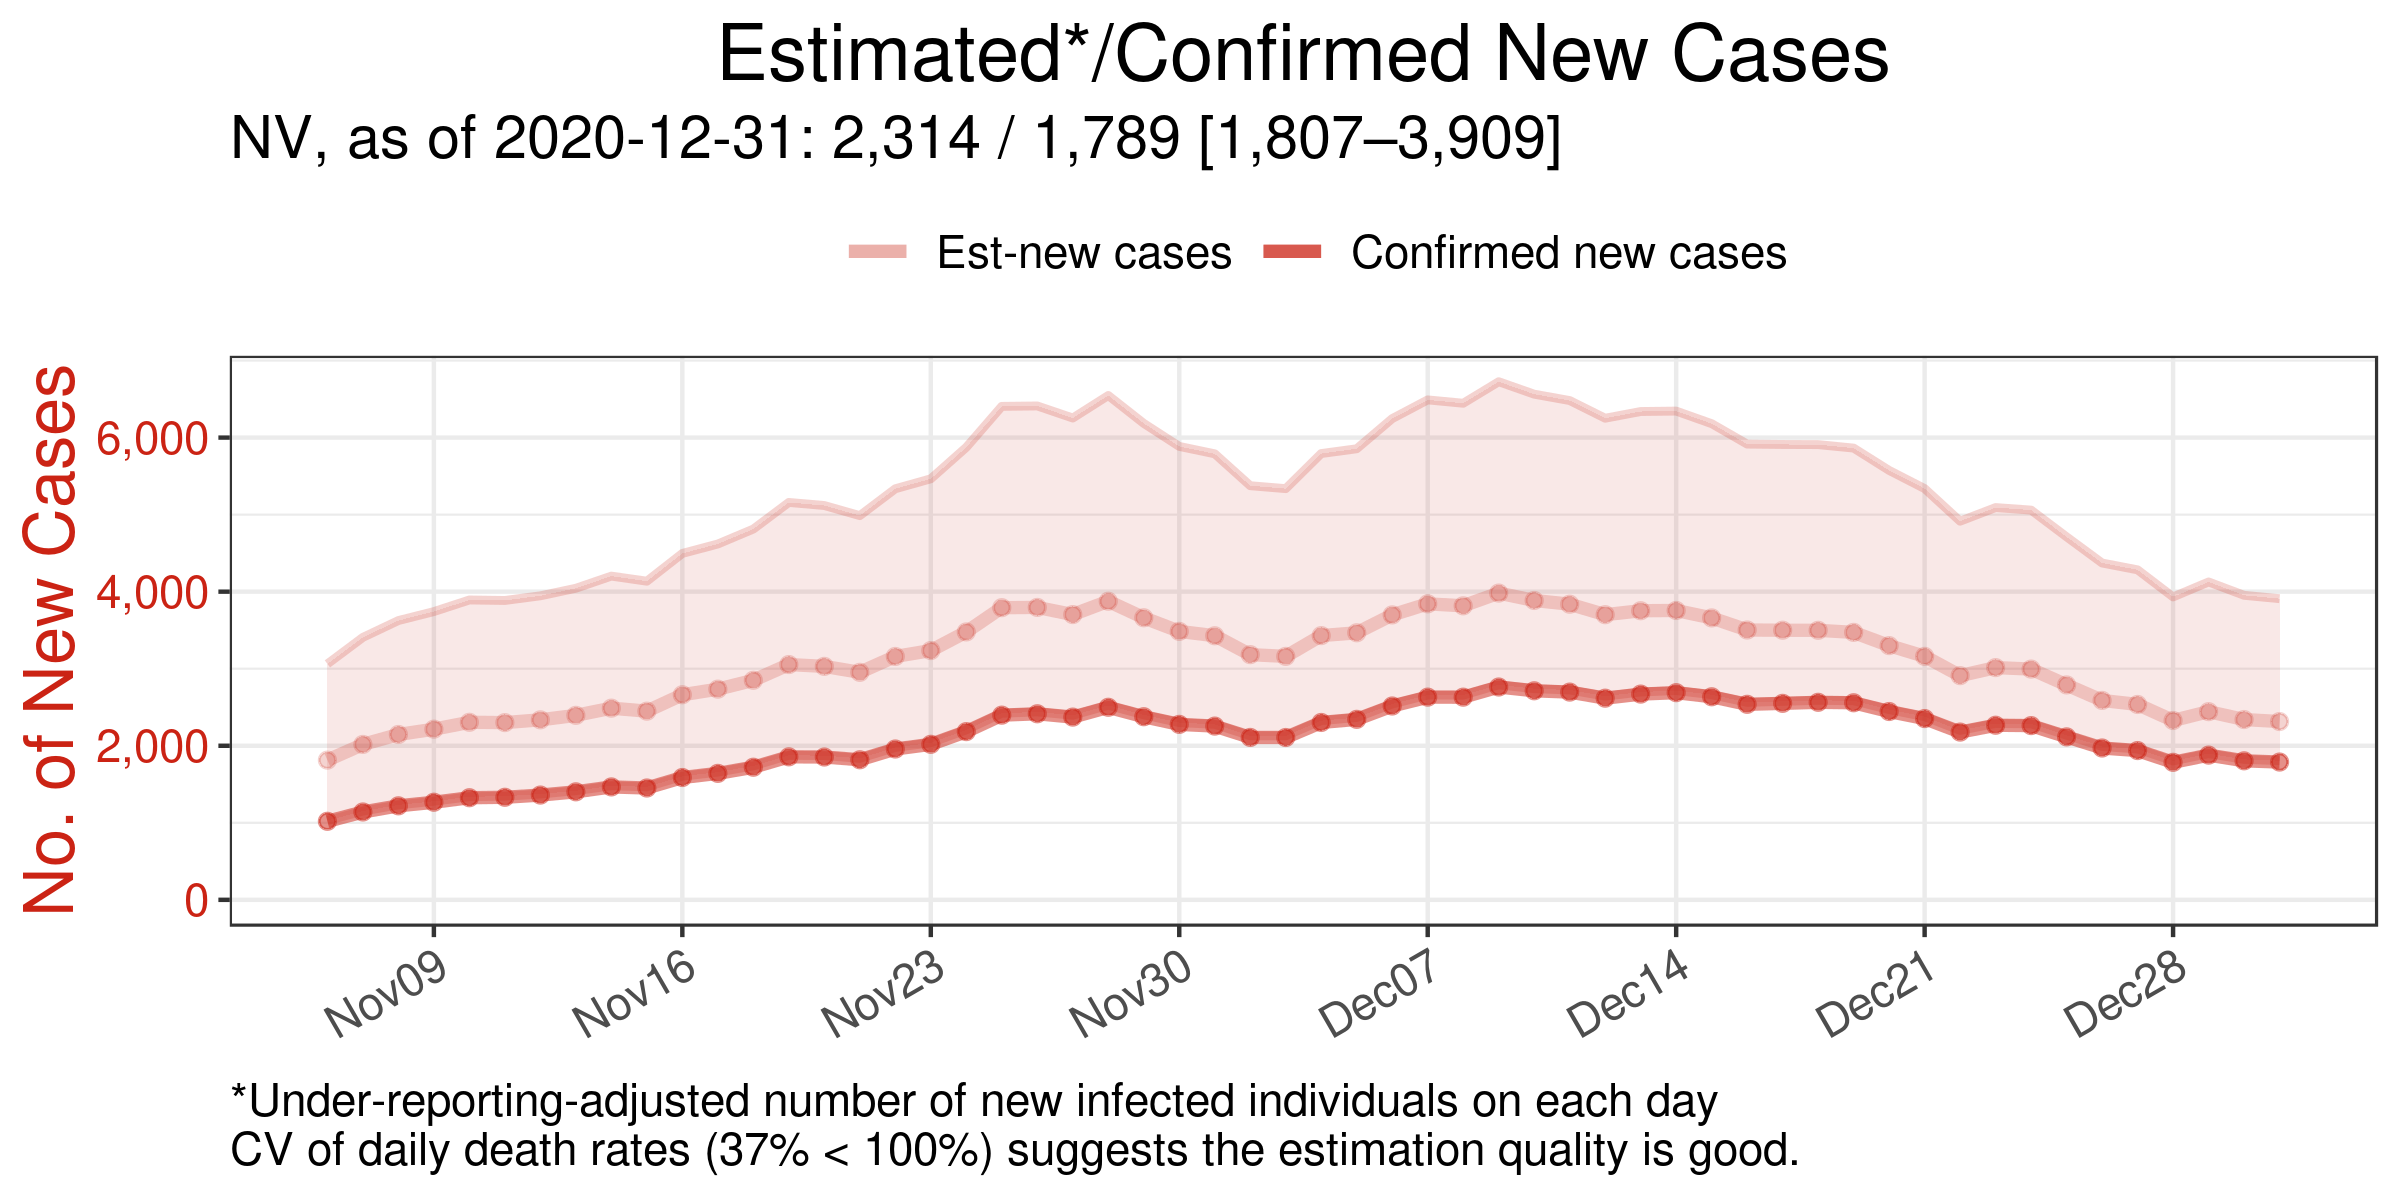 Estimated*/Confirmed New Cases
NV, as of 2020-12-31: 2,314 / 1,789 [1,807–3,909]
Est-new cases
Confirmed new cases
No. of New Cases
6,000
4,000
2,000
0
Nov09
Nov16
Nov23
Nov30
Dec07
Dec14
Dec21
Dec28
*Under-reporting-adjusted number of new infected individuals on each day
CV of daily death rates (37% < 100%) suggests the estimation quality is good.